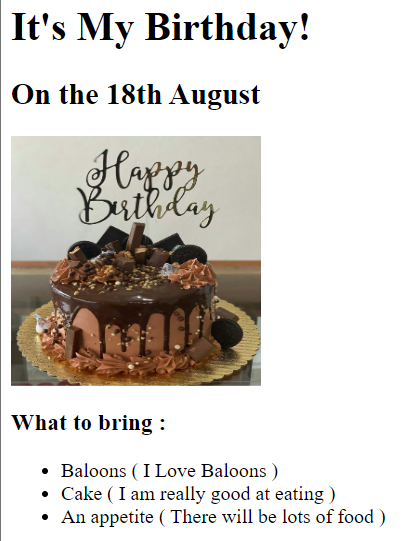 It's My Birthday!
On the 18th August
Happy
Birthday
What to bring :
Baloons ( I Love Baloons )
Cake ( I am really good at eating )
An appetite ( There will be lots of food )